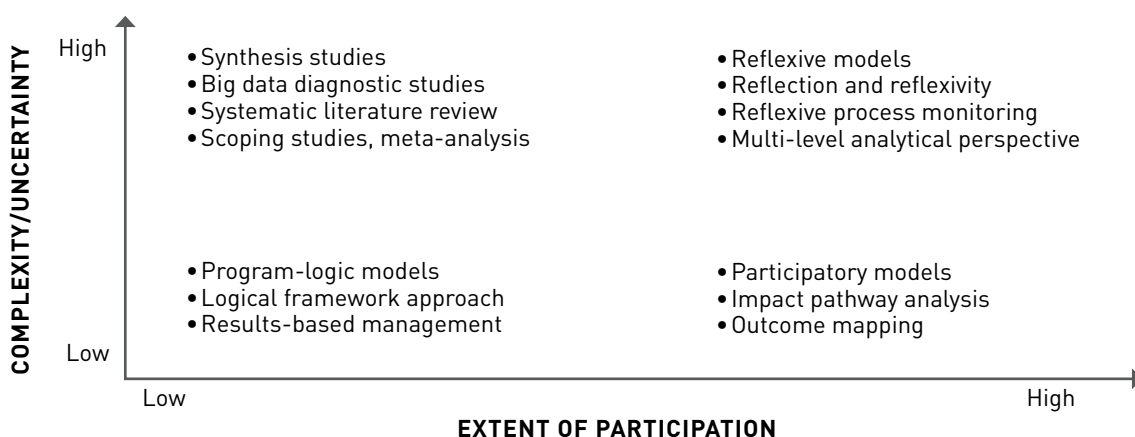 COMPLEXITY/UNCERTAINTY
High
• Synthesis studies
• Big data diagnostic studies
• Systematic literature review
• Scoping studies, meta-analysis
• Reflexive models
• Reflection and reflexivity
• Reflexive process monitoring
• Multi-level analytical perspective
• Program-logic models
• Logical framework approach
• Results-based management
• Participatory models
• Impact pathway analysis
• Outcome mapping
Low
Low
High
EXTENT OF PARTICIPATION